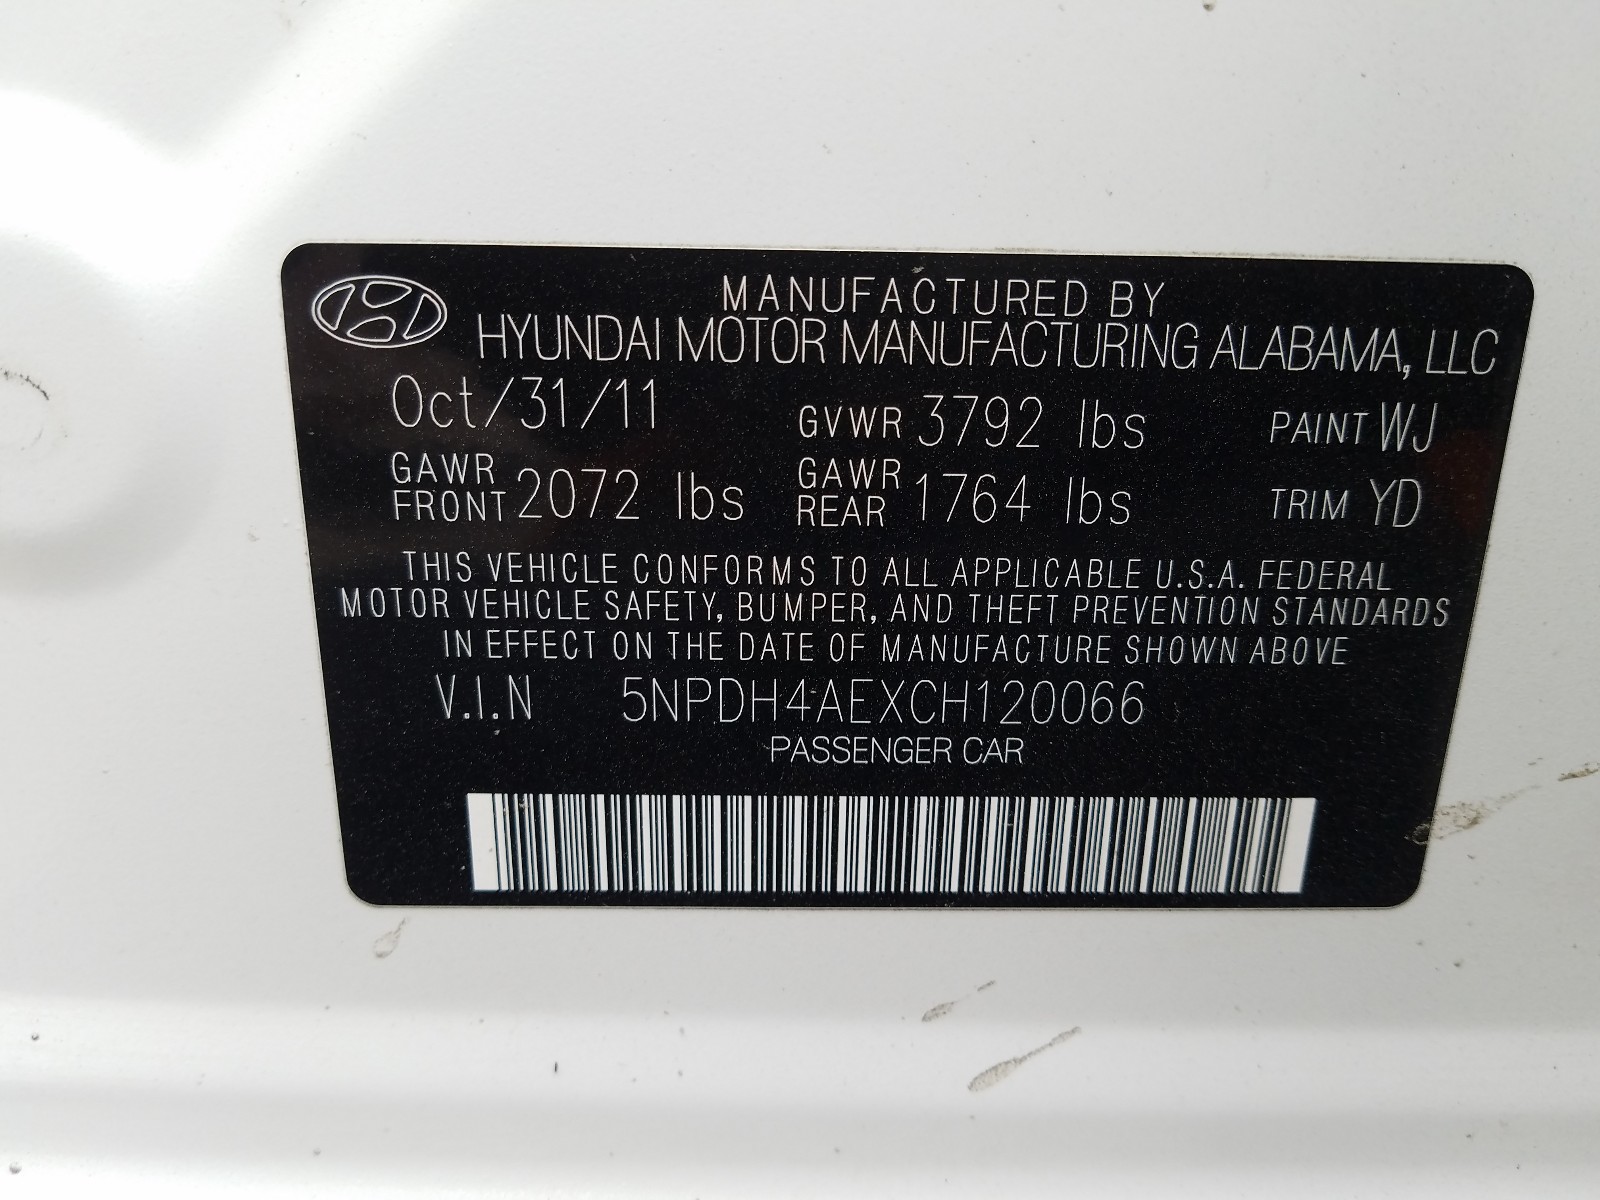 MANUFACTURED BY
HYUNDAI MOTOR MANUFACTURING ALABAMA, LLC
Oct/31/11 GVWR 3792 lbs PAINT WJ
GAWR FRONT 2072 lbs GAWR REAR 1764 lbs TRIM YD
THIS VEHICLE CONFORMS TO ALL APPLICABLE U.S.A. FEDERAL
MOTOR VEHICLE SAFETY, BUMPER, AND THEFT PREVENTION STANDARDS
IN EFFECT ON THE DATE OF MANUFACTURE SHOWN ABOVE
V.I.N 5NPDH4AEXCH120066
PASSENGER CAR